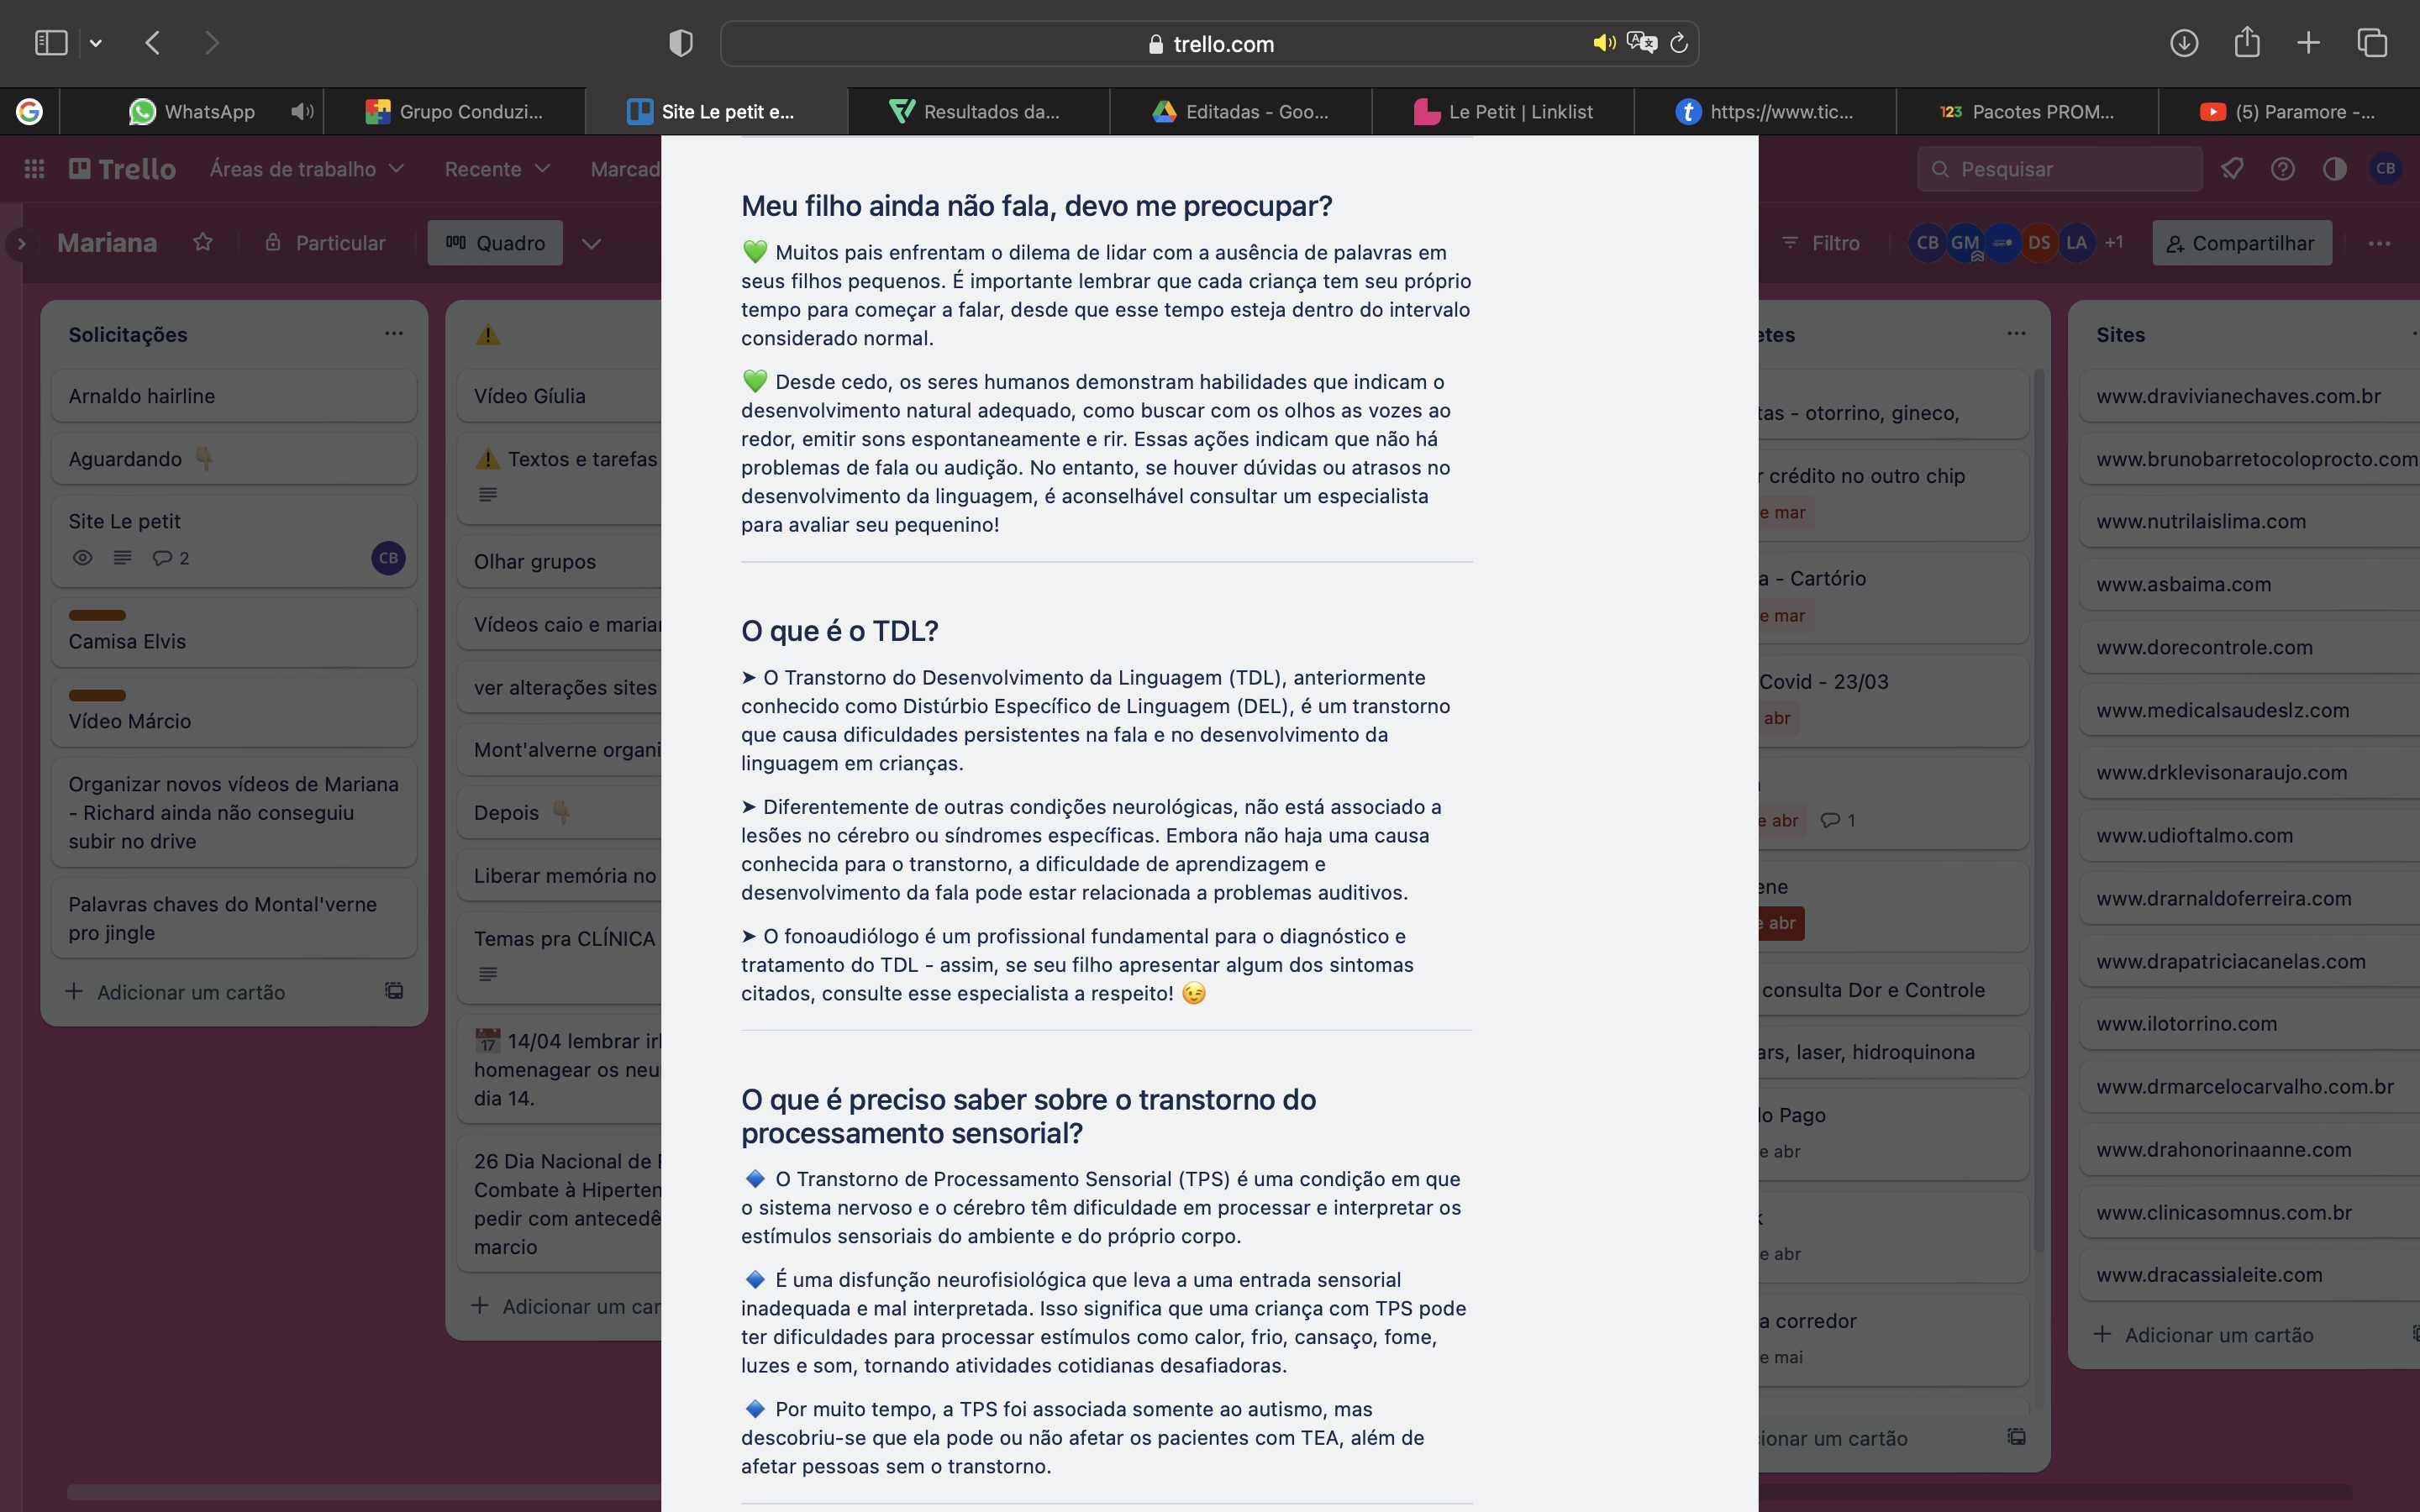 trello.com
WhatsApp
Grupo Conduzi...
Site Le petit e...
Resultados da...
Editadas - Goo...
Le Petit | Linklist
https://www.tic...
Pacotes PROM...
(5) Paramore -...
Trello
Áreas de trabalho
Recente
Marcad
Pesquisar
CB
Mariana
Particular
Quadro
Filtro
CB
GM
DS
LA
+1
Compartilhar
Solicitações
Arnaldo hairline
Aguardando 👇🏻
Site Le petit
2
CB
Camisa Elvis
Vídeo Márcio
Organizar novos vídeos de Mariana
- Richard ainda não conseguiu
subir no drive
Palavras chaves do Montal'verne
pro jingle
+ Adicionar um cartão
⚠️
Vídeo Gíulia
⚠️ Textos e tarefas
Olhar grupos
Vídeos caio e maria
ver alterações sites
Mont'alverne organi
Depois 👇🏻
Liberar memória no
Temas pra CLÍNICA
📅 14/04 lembrar
homenagear os neu
dia 14.
26 Dia Nacional de
Combate à Hiperten
pedir com antecedê
marcio
+ Adicionar um car
Meu filho ainda não fala, devo me preocupar?
💚 Muitos pais enfrentam o dilema de lidar com a ausência de palavras em
seus filhos pequenos. É importante lembrar que cada criança tem seu próprio
tempo para começar a falar, desde que esse tempo esteja dentro do intervalo
considerado normal.
💚 Desde cedo, os seres humanos demonstram habilidades que indicam o
desenvolvimento natural adequado, como buscar com os olhos as vozes ao
redor, emitir sons espontaneamente e rir. Essas ações indicam que não há
problemas de fala ou audição. No entanto, se houver dúvidas ou atrasos no
desenvolvimento da linguagem, é aconselhável consultar um especialista
para avaliar seu pequenino!
O que é o TDL?
➤ O Transtorno do Desenvolvimento da Linguagem (TDL), anteriormente
conhecido como Distúrbio Específico de Linguagem (DEL), é um transtorno
que causa dificuldades persistentes na fala e no desenvolvimento da
linguagem em crianças.
➤ Diferentemente de outras condições neurológicas, não está associado a
lesões no cérebro ou síndromes específicas. Embora não haja uma causa
conhecida para o transtorno, a dificuldade de aprendizagem e
desenvolvimento da fala pode estar relacionada a problemas auditivos.
➤ O fonoaudiólogo é um profissional fundamental para o diagnóstico e
tratamento do TDL - assim, se seu filho apresentar algum dos sintomas
citados, consulte esse especialista a respeito! 😉
O que é preciso saber sobre o transtorno do
processamento sensorial?
🔹 O Transtorno de Processamento Sensorial (TPS) é uma condição em que
o sistema nervoso e o cérebro têm dificuldade em processar e interpretar os
estímulos sensoriais do ambiente e do próprio corpo.
🔹 É uma disfunção neurofisiológica que leva a uma entrada sensorial
inadequada e mal interpretada. Isso significa que uma criança com TPS pode
ter dificuldades para processar estímulos como calor, frio, cansaço, fome,
luzes e som, tornando atividades cotidianas desafiadoras.
🔹 Por muito tempo, a TPS foi associada somente ao autismo, mas
descobriu-se que ela pode ou não afetar os pacientes com TEA, além de
afetar pessoas sem o transtorno.
etes
tas - otorrino, gineco,
r crédito no outro chip
e mar
a - Cartório
e mar
Covid - 23/03
abr
e abr
1
ene
e abr
consulta Dor e Controle
ars, laser, hidroquinona
lo Pago
e abr
e abr
a corredor
e mai
ionar um cartão
Sites
www.dravivianechaves.com.br
www.brunobarretocoloprocto.com
www.nutrilaislima.com
www.asbaima.com
www.dorecontrole.com
www.medicalsaudeslz.com
www.drklevisonaraujo.com
www.udioftalmo.com
www.drarnaldoferreira.com
www.drapatriciacanelas.com
www.ilotorrino.com
www.drmarcelocarvalho.com.br
www.drahonorinaanne.com
www.clinicasomnus.com.br
www.dracassialeite.com
+ Adicionar um cartão